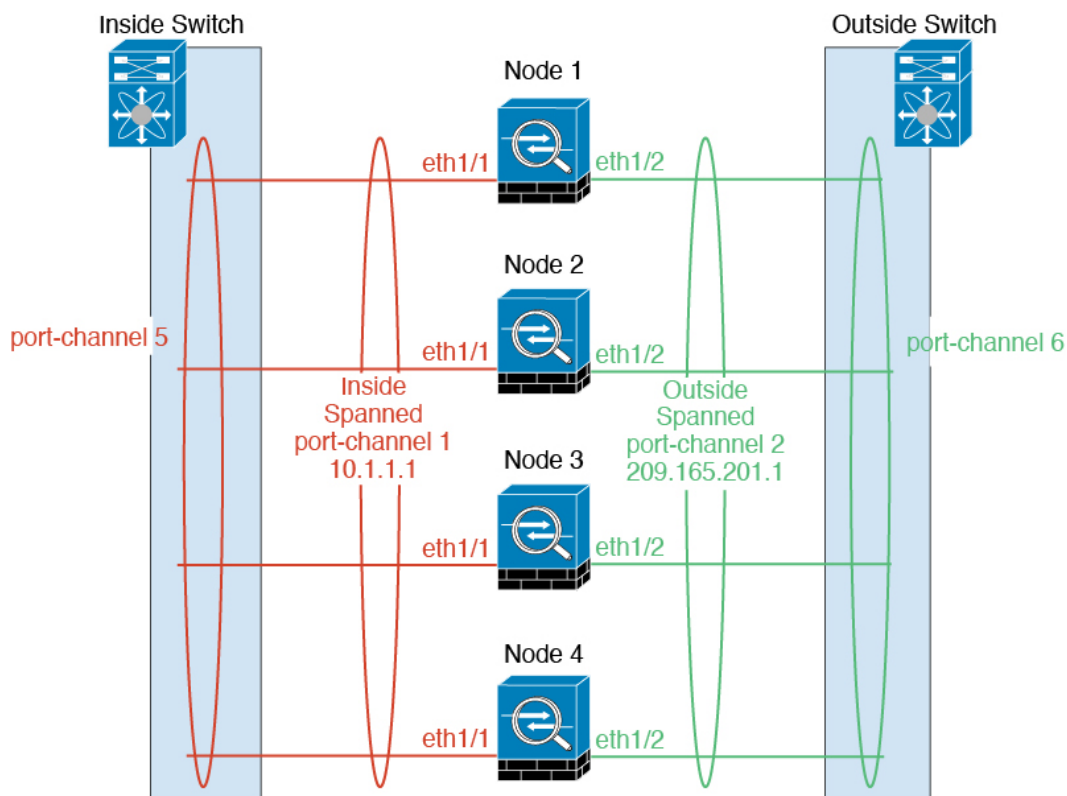 Inside Switch
Outside Switch
Node 1
eth1/1
eth1/2
Node 2
port-channel 5
eth1/1
eth1/2
port-channel 6
Inside
Spanned
port-channel 1
10.1.1.1
Outside
Spanned
port-channel 2
209.165.201.1
Node 3
eth1/1
eth1/2
Node 4
eth1/1
eth1/2